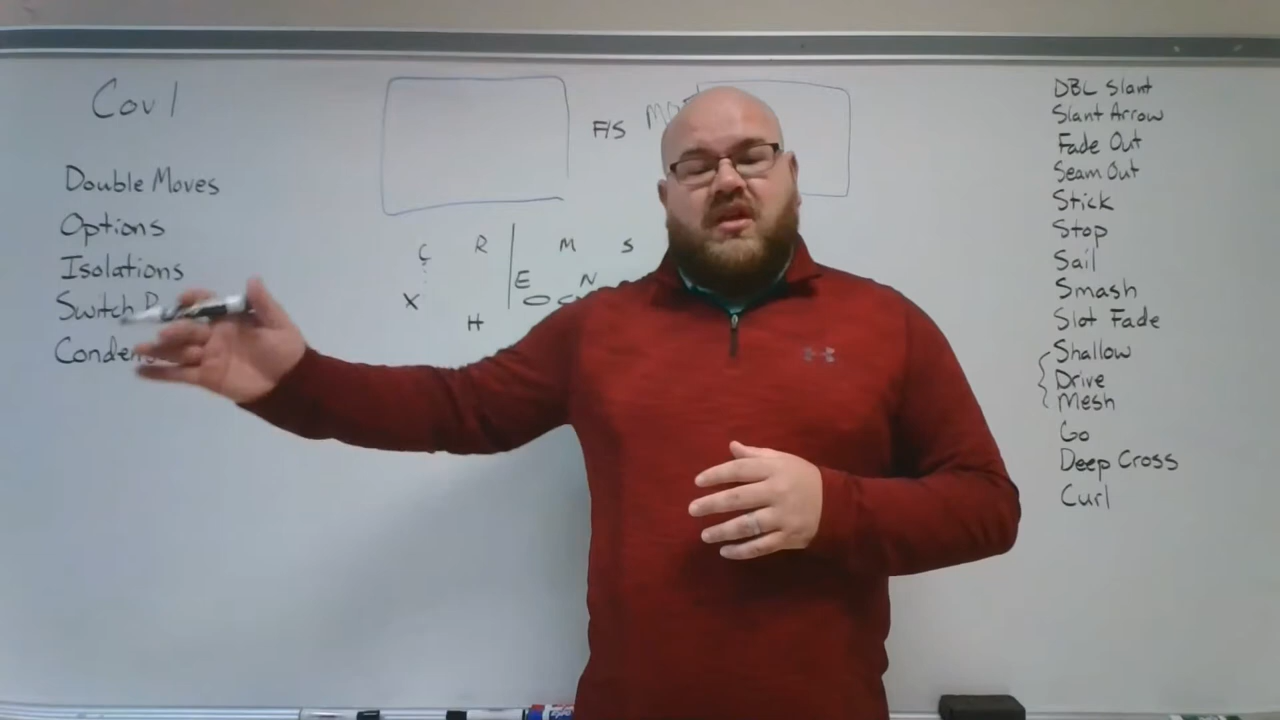 Cov 1
Double Moves
Options
Isolations
Switch
F/S
C R M S
E N
X
H
DBL Slant
Slant Arrow
Fade Out
Seam Out
Stick
Stop
Sail
Smash
Slot Fade
Shallow
Drive
Mesh
Go
Deep Cross
Curl